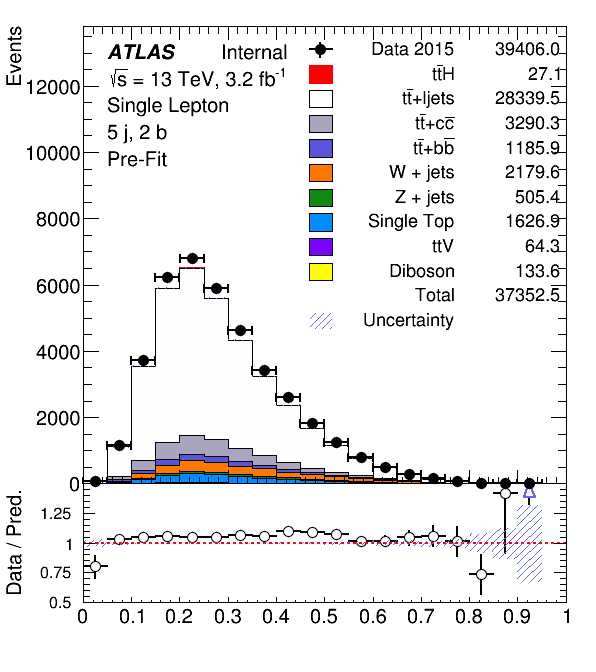 Events
12000
10000
8000
6000
4000
2000
0
ATLAS Internal
√s = 13 TeV, 3.2 fb⁻¹
Single Lepton
5 j, 2 b
Pre-Fit
Data 2015 39406.0
tt̄H 27.1
tt̄+ljets 28339.5
tt̄+cc̄ 3290.3
tt̄+bb̄ 1185.9
W + jets 2179.6
Z + jets 505.4
Single Top 1626.9
ttV 64.3
Diboson 133.6
Total 37352.5
Uncertainty
Data / Pred.
1.25
1
0.75
0.5
0 0.1 0.2 0.3 0.4 0.5 0.6 0.7 0.8 0.9 1